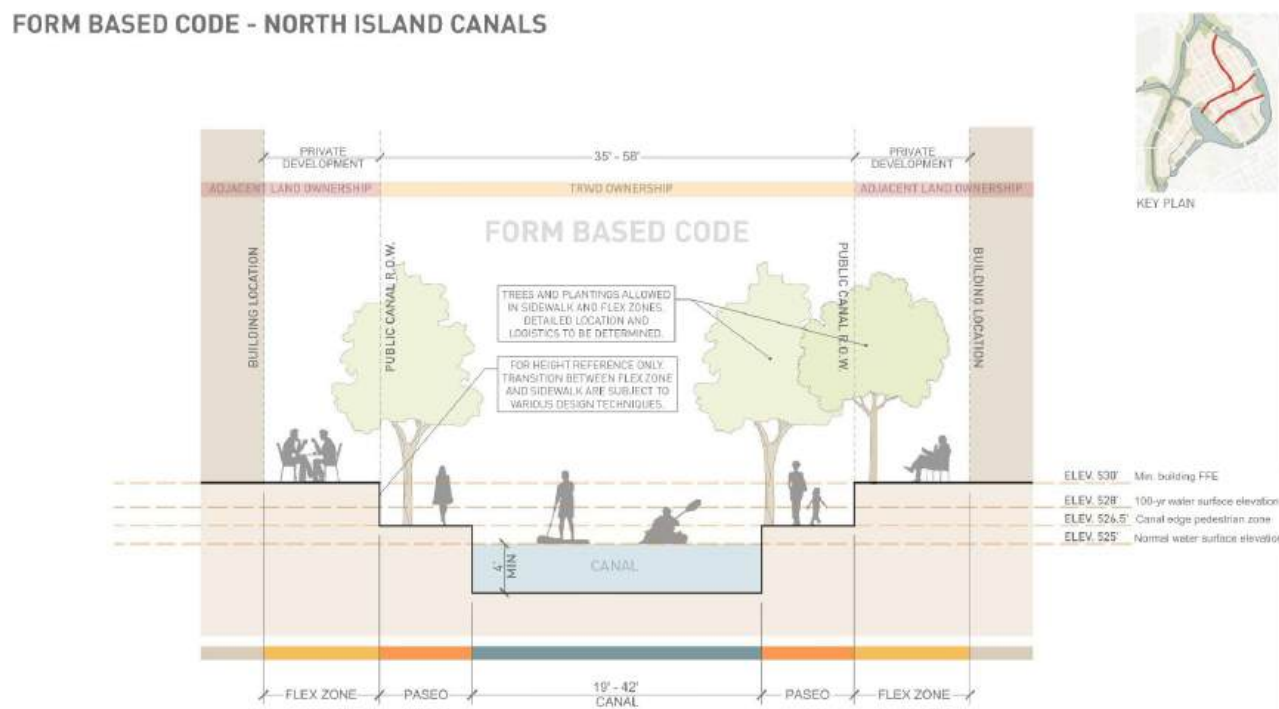 FORM BASED CODE - NORTH ISLAND CANALS
KEY PLAN
PRIVATE
DEVELOPMENT
35' - 58'
PRIVATE
DEVELOPMENT
ADJACENT LAND OWNERSHIP
TRWD OWNERSHIP
ADJACENT LAND OWNERSHIP
FORM BASED CODE
BUILDING LOCATION
PUBLIC CANAL R.O.W.
PUBLIC CANAL R.O.W.
BUILDING LOCATION
TREES AND PLANTINGS ALLOWED
IN SIDEWALK AND FLEX ZONES.
DETAILED LOCATION AND
LOGISTICS TO BE DETERMINED.
FOR HEIGHT REFERENCE ONLY.
TRANSITION BETWEEN FLEX ZONE
AND SIDEWALK ARE SUBJECT TO
VARIOUS DESIGN TECHNIQUES.
ELEV. 530' Min. building FFE
ELEV. 528' 100-yr water surface elevation
ELEV. 526.5' Canal edge pedestrian zone
ELEV. 525' Normal water surface elevation
4'
MIN
CANAL
FLEX ZONE
PASEO
19' - 42'
CANAL
PASEO
FLEX ZONE